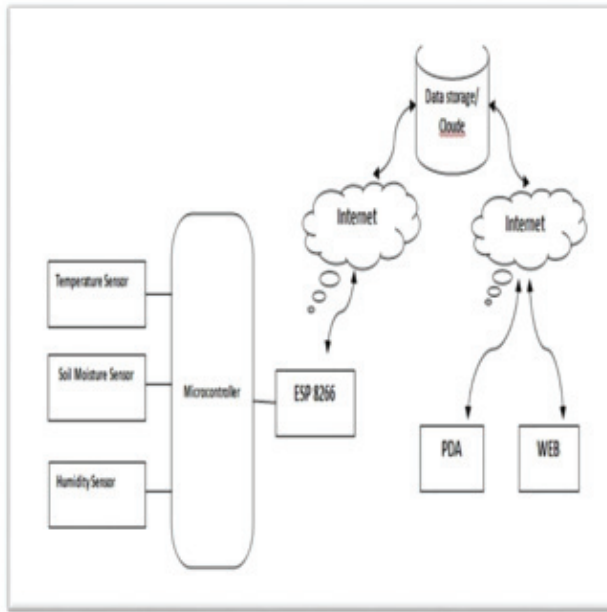 Data storage/
Cloude
Internet
Internet
Temperature Sensor
Soil Moisture Sensor
Microcontroller
ESP 8266
Humidity Sensor
PDA
WEB